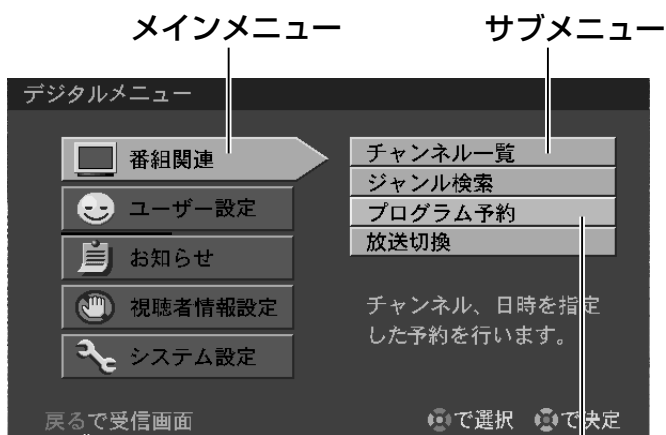 メインメニュー サブメニュー
デジタルメニュー
番組関連
ユーザー設定
お知らせ
視聴者情報設定
システム設定
チャンネル一覧
ジャンル検索
プログラム予約
放送切換
チャンネル、日時を指定
した予約を行います。
戻るで受信画面 で選択 で決定